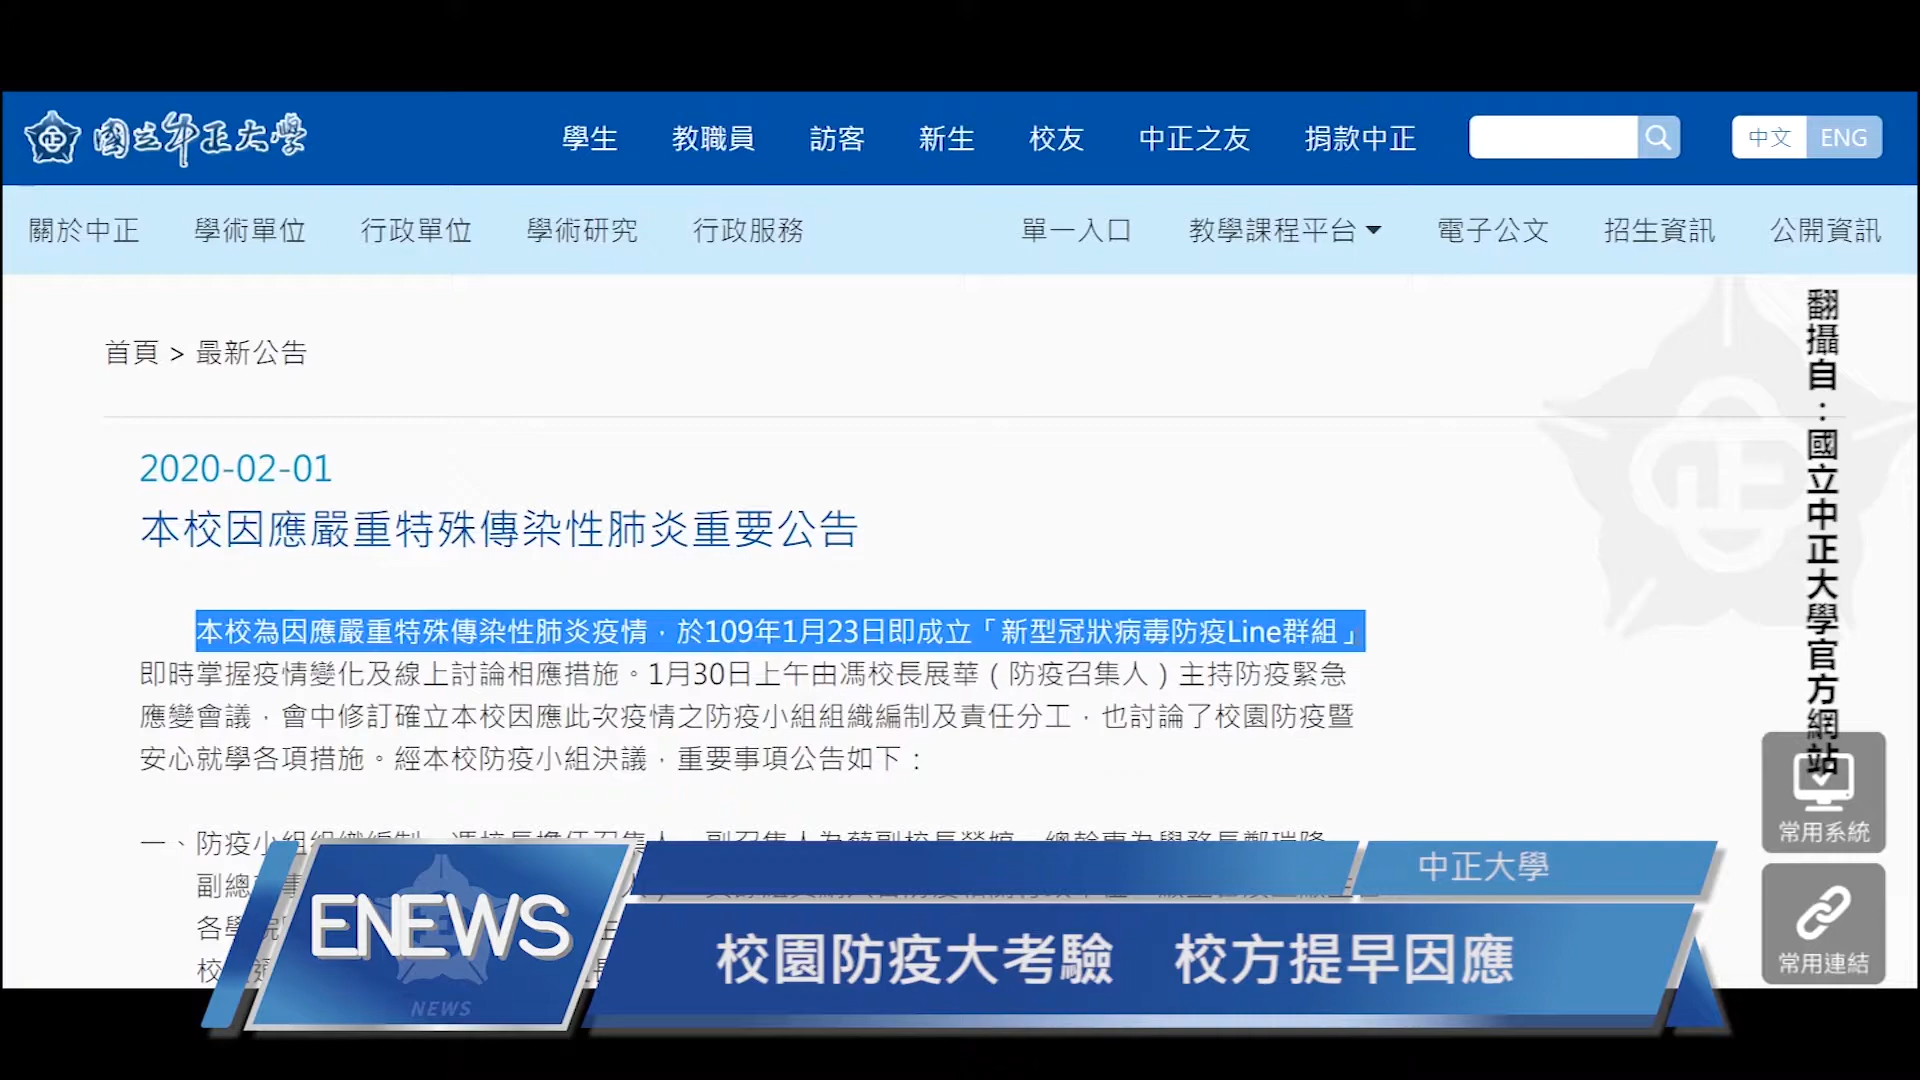 國立中正大學
學生 教職員 訪客 新生 校友 中正之友 捐款中正
中文 ENG
關於中正 學術單位 行政單位 學術研究 行政服務 單一入口 教學課程平台 電子公文 招生資訊 公開資訊
首頁 > 最新公告
2020-02-01
本校因應嚴重特殊傳染性肺炎重要公告
本校為因應嚴重特殊傳染性肺炎疫情，於109年1月23日即成立「新型冠狀病毒防疫Line群組」
即時掌握疫情變化及線上討論相應措施。1月30日上午由馮校長展華（防疫召集人）主持防疫緊急
應變會議，會中修訂確立本校因應此次疫情之防疫小組組織編制及責任分工，也討論了校園防疫暨
安心就學各項措施。經本校防疫小組決議，重要事項公告如下：
一、防疫小組組織編制
副總
各學院
校
翻攝自：國立中正大學官方網站
常用系統
常用連結
中正大學
ENEWS
NEWS
校園防疫大考驗 校方提早因應